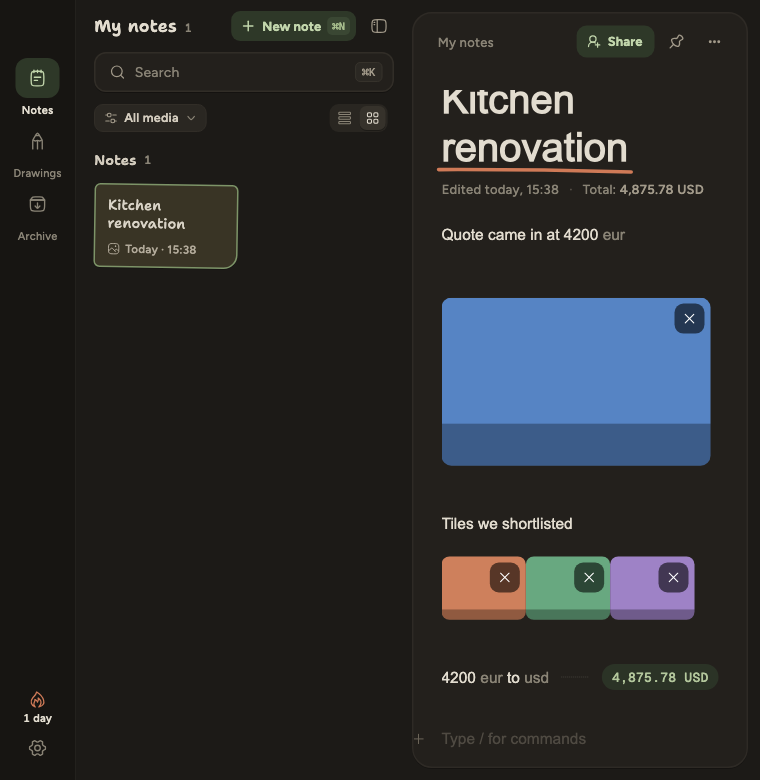 My notes 1
+ New note ⌘N
Search ⌘K
All media
Notes
Drawings
Archive
Notes 1
Kitchen
renovation
Today · 15:38
1 day
My notes
Share
Kitchen
renovation
Edited today, 15:38 · Total: 4,875.78 USD
Quote came in at 4200 eur
Tiles we shortlisted
4200 eur to usd 4,875.78 USD
+ Type / for commands